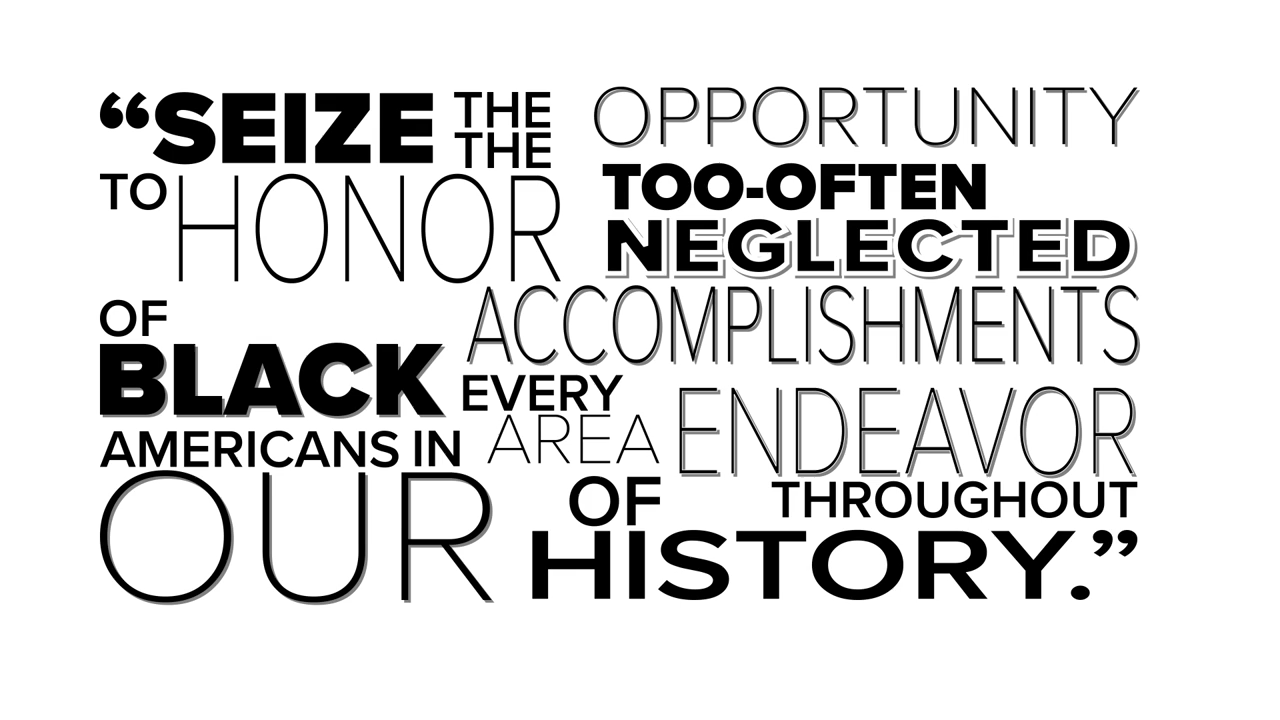 “SEIZE THE OPPORTUNITY
TO HONOR THE TOO-OFTEN
NEGLECTED
OF ACCOMPLISHMENTS
BLACK EVERY
AMERICANS IN AREA ENDEAVOR
OF THROUGHOUT
OUR HISTORY.”